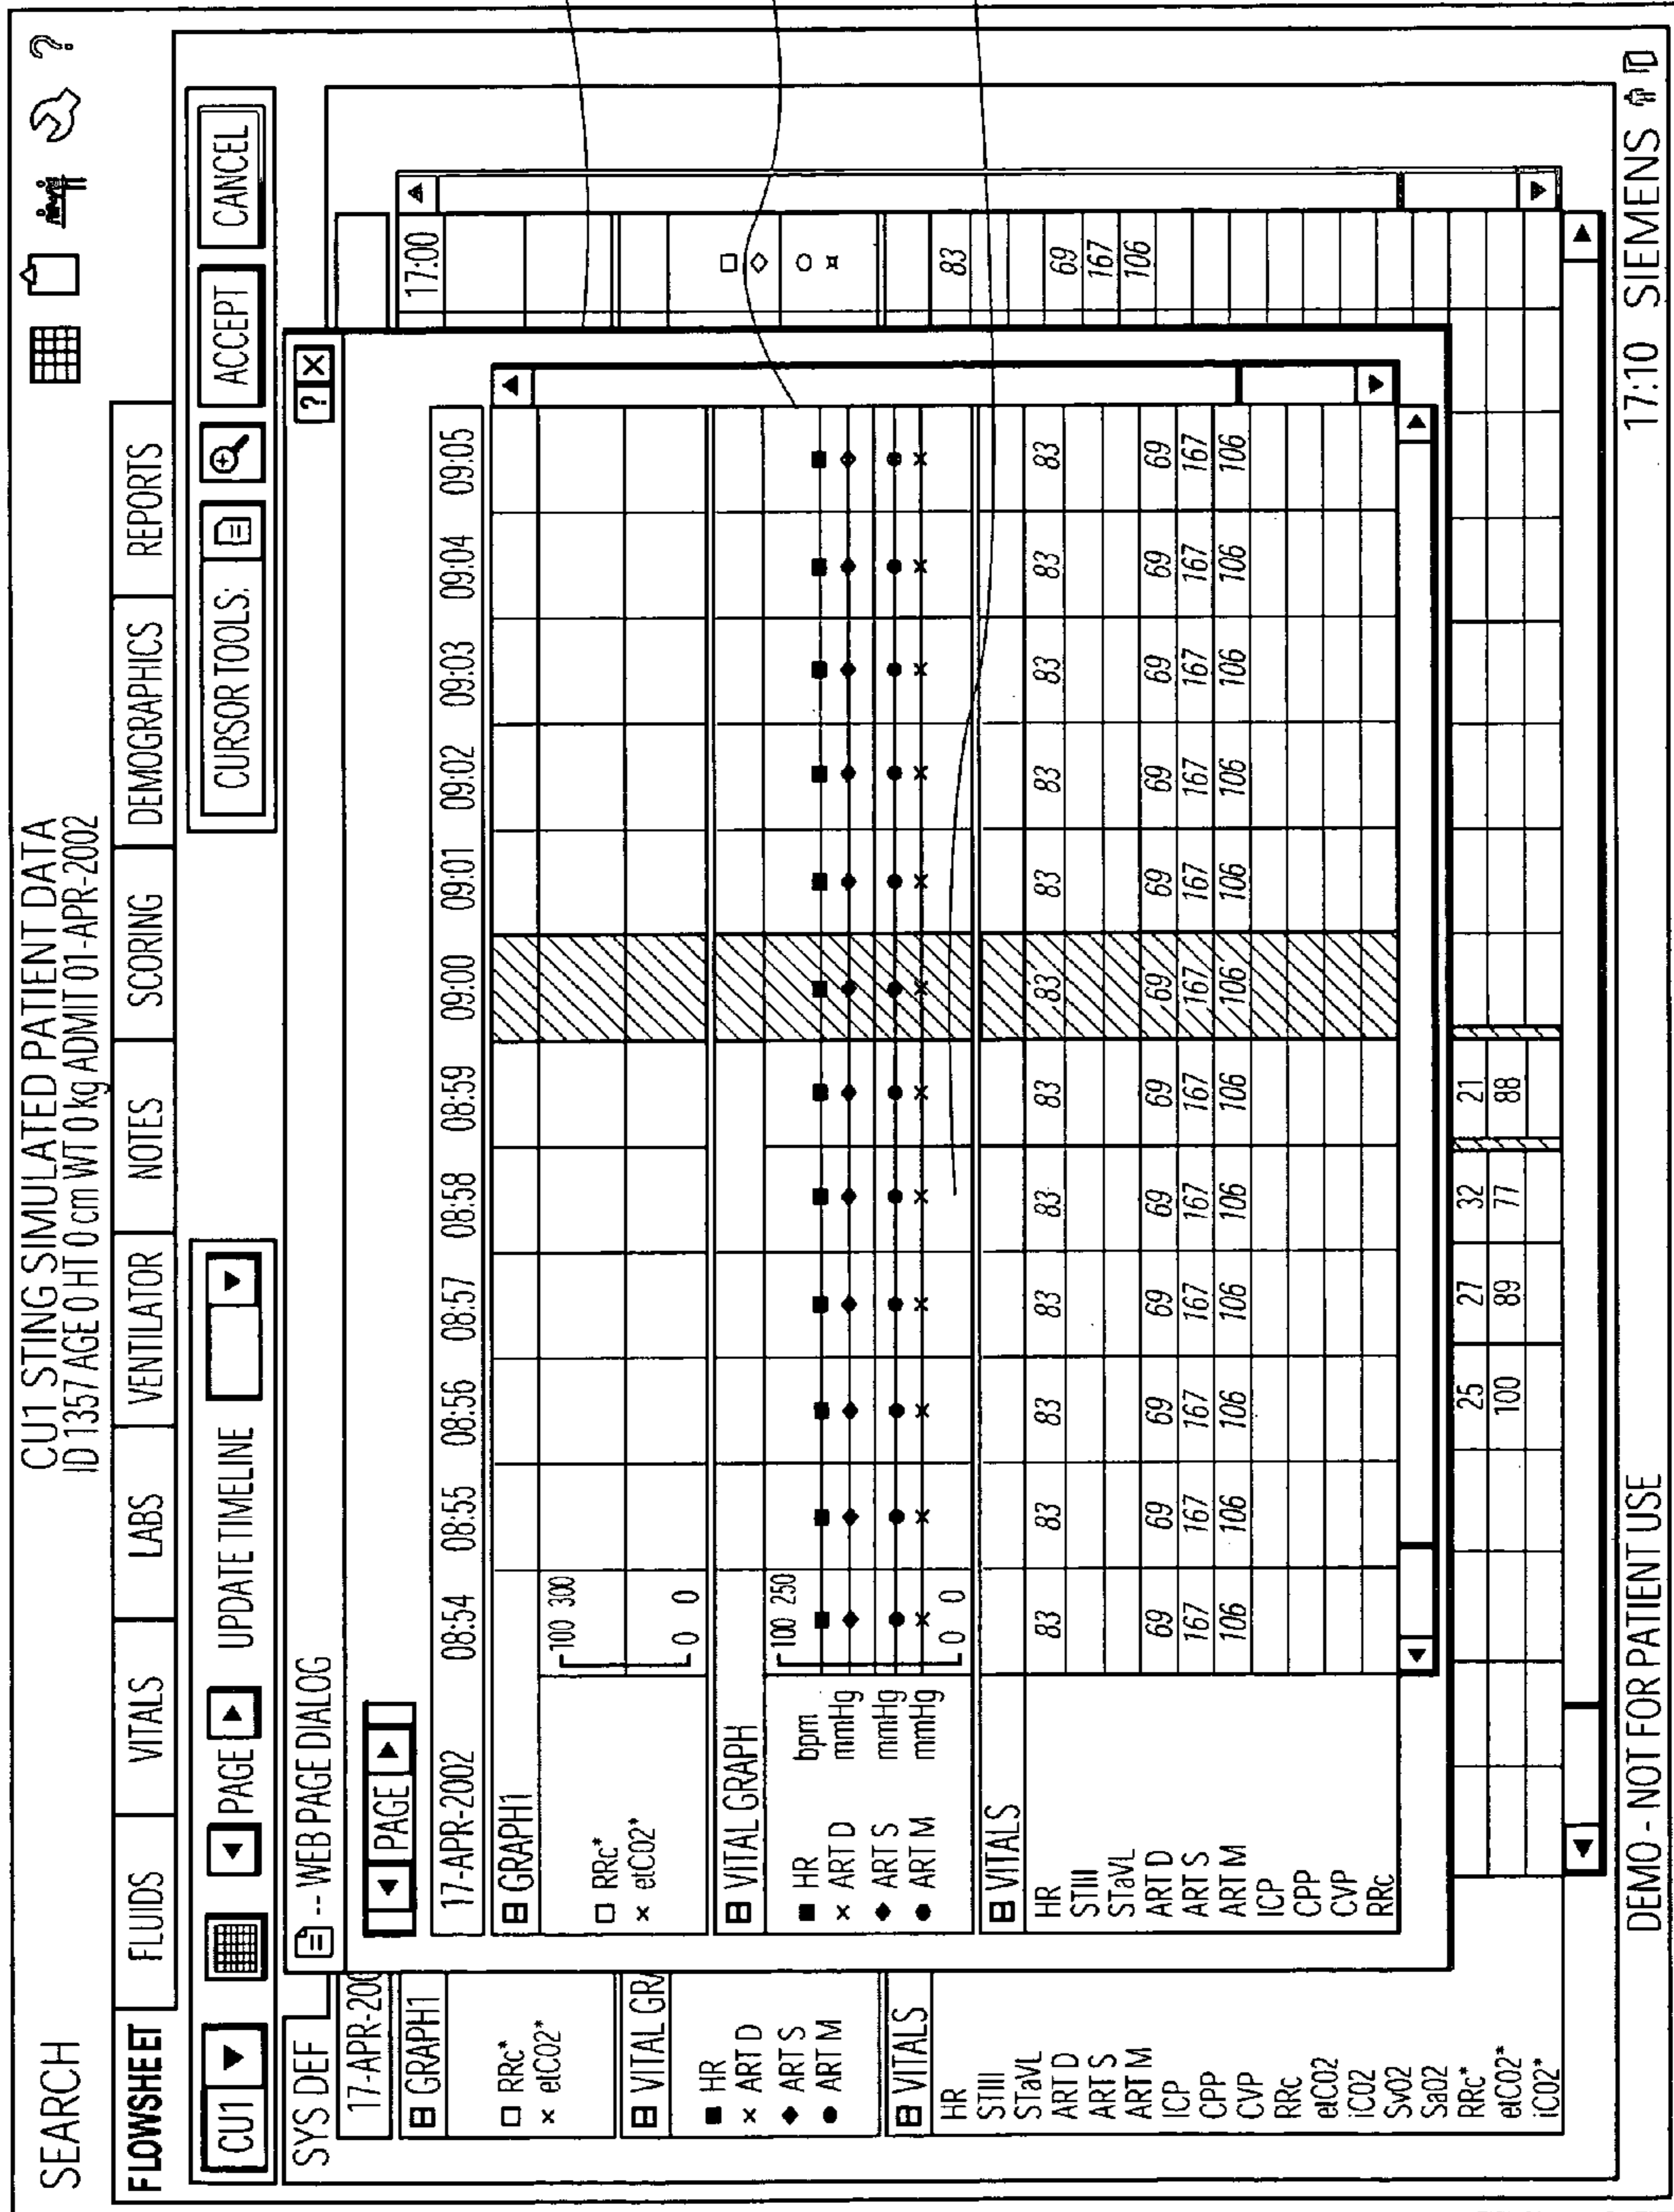 CU1 STING SIMULATED PATIENT DATA
SEARCH
ID 1357 AGE 0 HT 0 cm WT 0 kg ADMIT 01-APR-2002
?
FLOWSHEET FLUIDS VITALS LABS VENTILATOR NOTES SCORING DEMOGRAPHICS REPORTS
CU1 PAGE UPDATE TIMELINE CURSOR TOOLS: ACCEPT CANCEL
SYS DEF
-- WEB PAGE DIALOG ? X
17-APR-200
PAGE
17:00
17-APR-2002 08:54 08:55 08:56 08:57 08:58 08:59 09:00 09:01 09:02 09:03 09:04 09:05
GRAPH1
GRAPH1
100 300
RRc*
etCO2*
0 0
RRc*
etCO2*
VITAL GRAPH
VITAL GRA
100 250
HR bpm
ART D mmHg
ART S mmHg
ART M mmHg
0 0
HR
ART D
ART S
ART M
VITALS
HR 83 83 83 83 83 83 83 83 83 83 83 83
STIII
STaVL
ART D 69 69 69 69 69 69 69 69 69 69 69 69
ART S 167 167 167 167 167 167 167 167 167 167 167 167
ART M 106 106 106 106 106 106 106 106 106 106 106 106
ICP
CPP
CVP
RRc
VITALS
HR 83
STIII
STaVL
ART D 69
ART S 167
ART M 106
ICP
CPP
CVP
RRc
etCO2
iCO2
SvO2
SaO2
RRc* 25 27 32 21
etCO2* 100 89 77 88
iCO2*
DEMO - NOT FOR PATIENT USE 17:10 SIEMENS